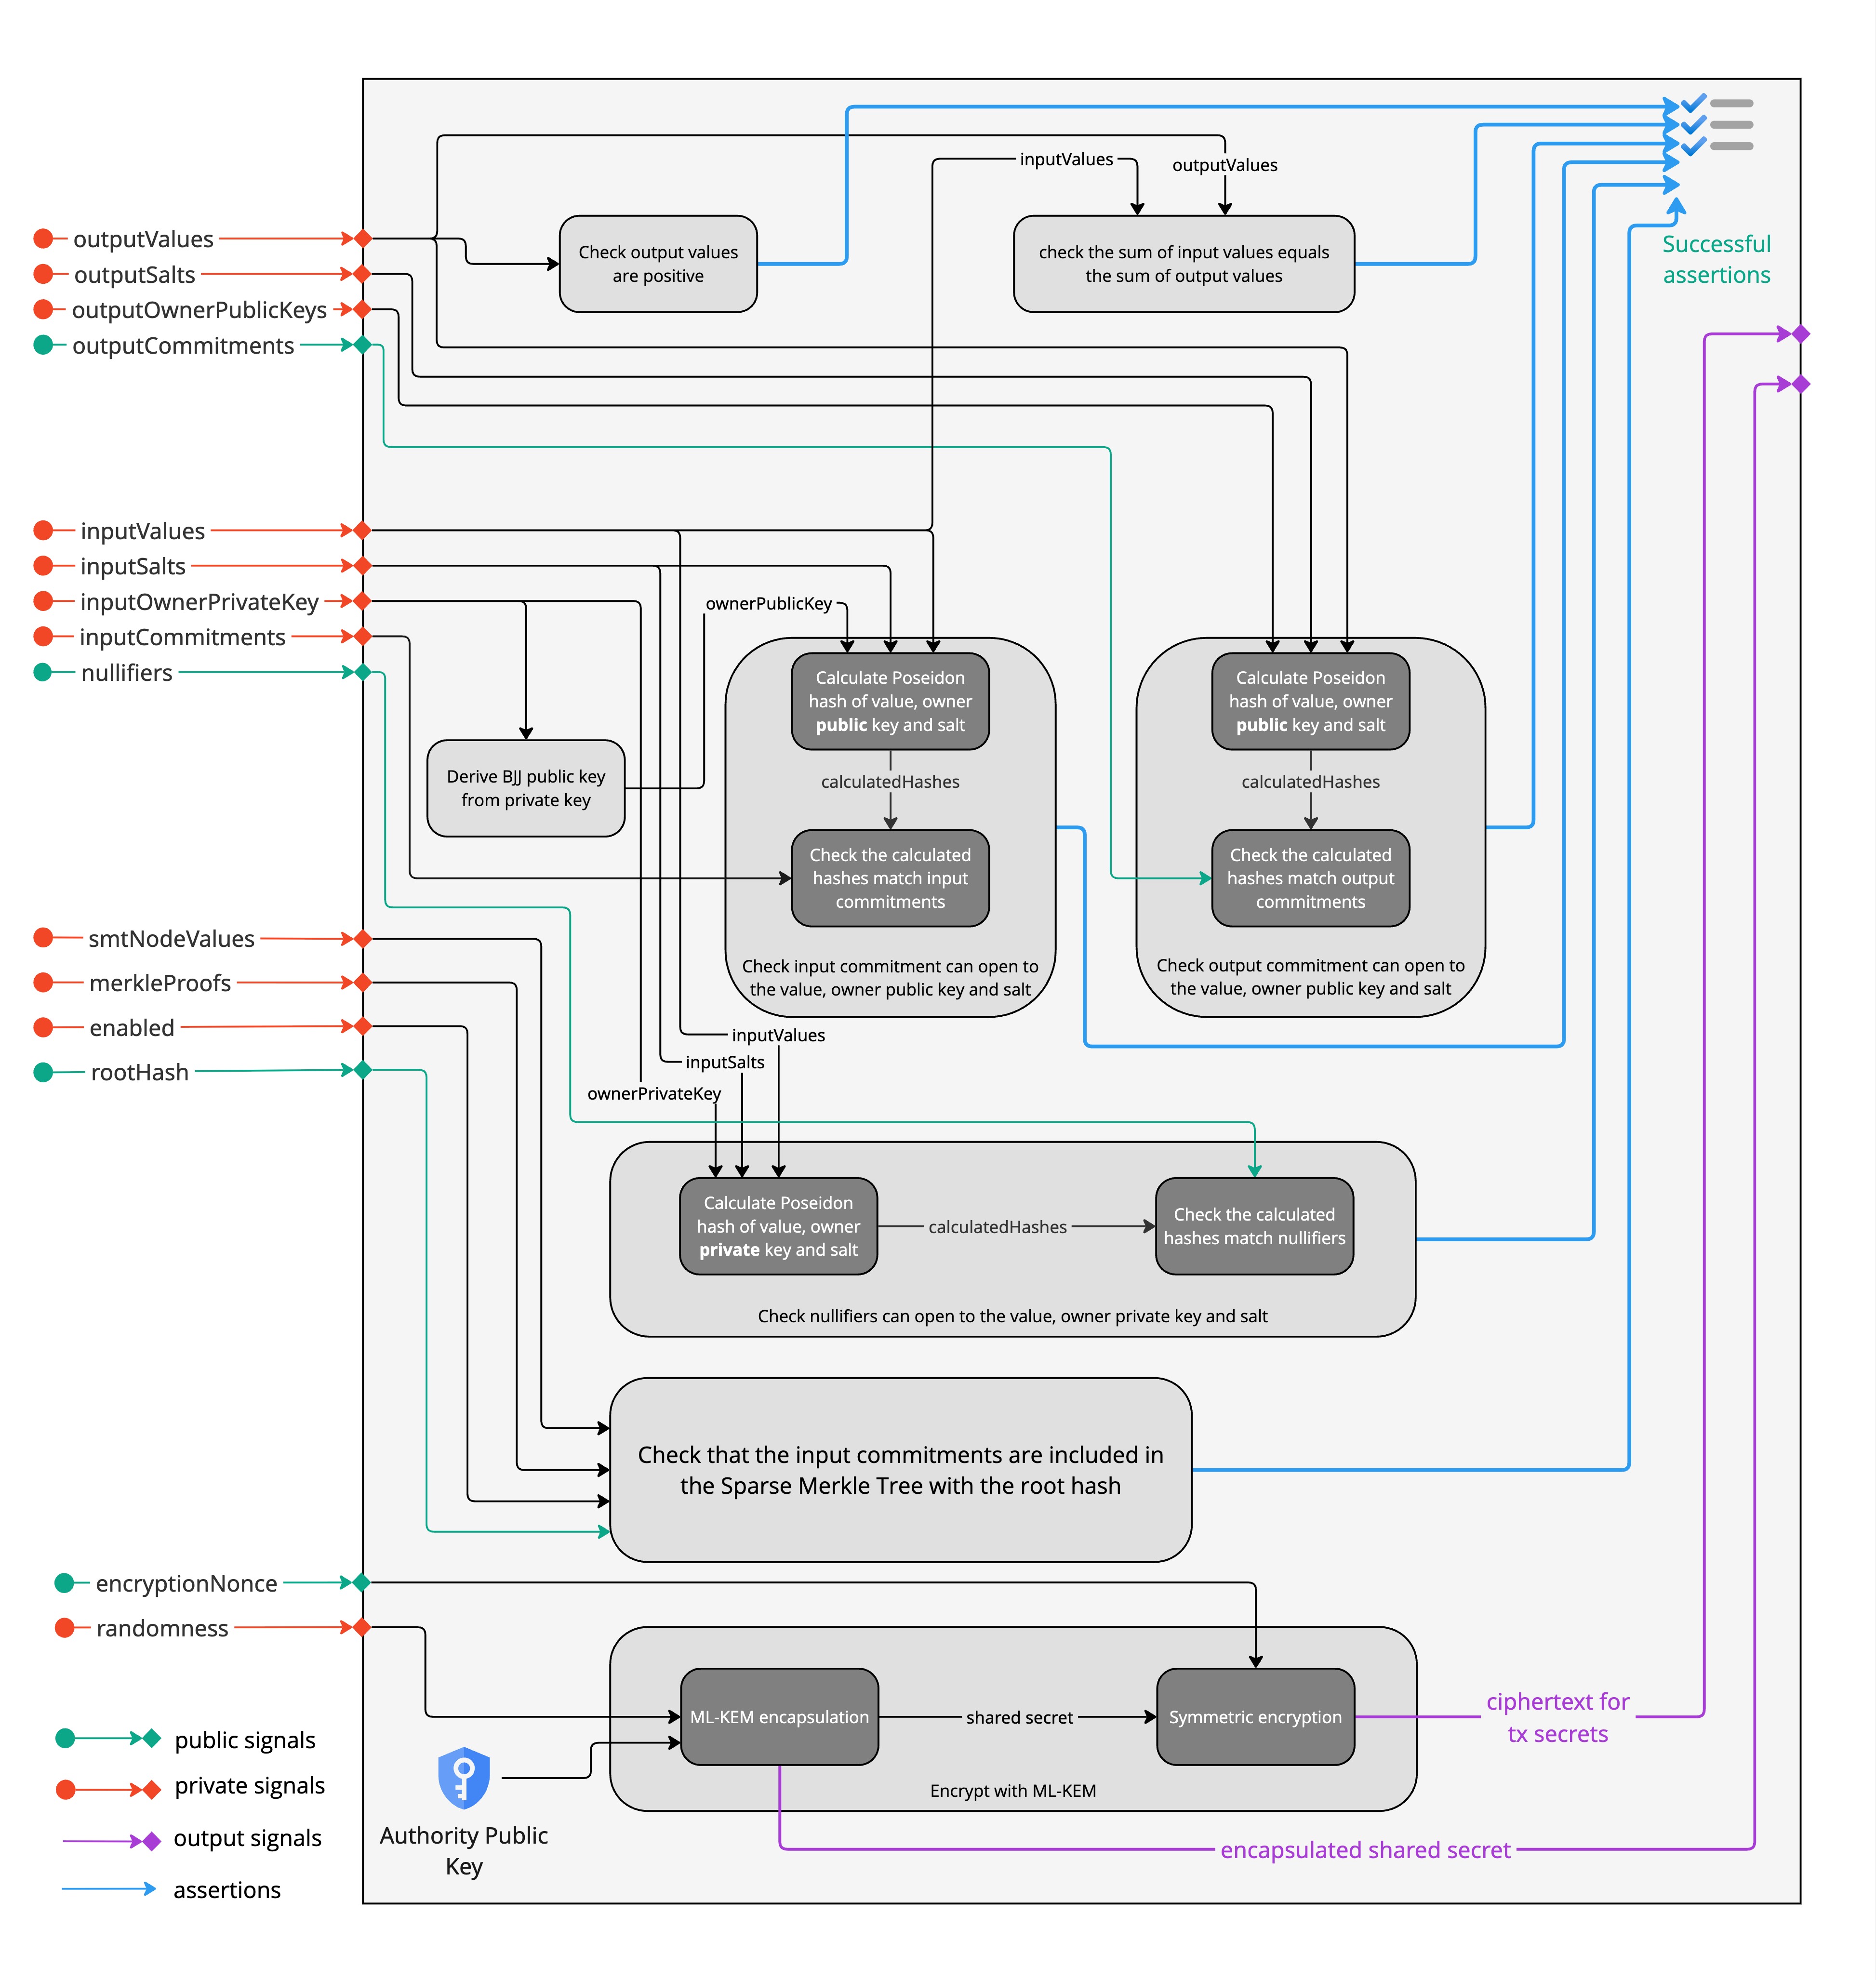 inputValues
outputValues
outputValues
outputSalts
outputOwnerPublicKeys
outputCommitments
Check output values
are positive
check the sum of input values equals
the sum of output values
Successful
assertions
inputValues
inputSalts
inputOwnerPrivateKey
inputCommitments
nullifiers
ownerPublicKey
Derive BJJ public key
from private key
Calculate Poseidon
hash of value, owner
public key and salt
calculatedHashes
Check the calculated
hashes match input
commitments
Check input commitment can open to
the value, owner public key and salt
Calculate Poseidon
hash of value, owner
public key and salt
calculatedHashes
Check the calculated
hashes match output
commitments
Check output commitment can open to
the value, owner public key and salt
smtNodeValues
merkleProofs
enabled
rootHash
inputValues
inputSalts
ownerPrivateKey
Calculate Poseidon
hash of value, owner
private key and salt
calculatedHashes
Check the calculated
hashes match nullifiers
Check nullifiers can open to the value, owner private key and salt
Check that the input commitments are included in
the Sparse Merkle Tree with the root hash
encryptionNonce
randomness
ML-KEM encapsulation
shared secret
Symmetric encryption
Encrypt with ML-KEM
ciphertext for
tx secrets
encapsulated shared secret
Authority Public
Key
public signals
private signals
output signals
assertions